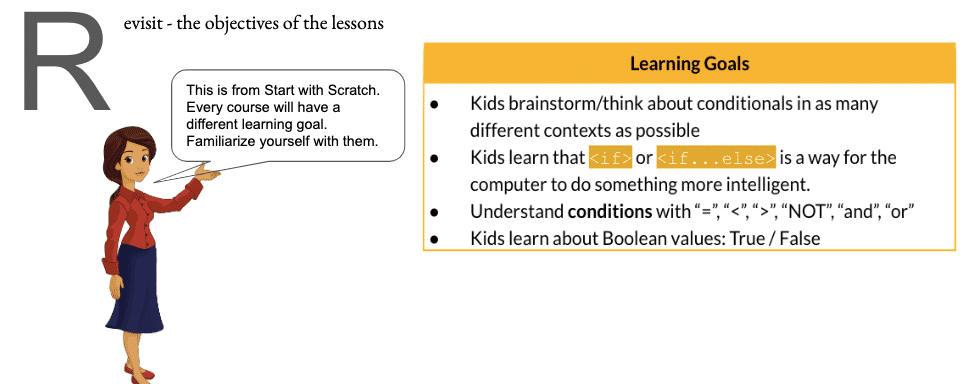 Revisit - the objectives of the lessons
This is from Start with Scratch.
Every course will have a
different learning goal.
Familiarize yourself with them.
Learning Goals
● Kids brainstorm/think about conditionals in as many
different contexts as possible
● Kids learn that <if> or <if...else> is a way for the
computer to do something more intelligent.
● Understand conditions with “=”, “<”, “>”, “NOT”, “and”, “or”
● Kids learn about Boolean values: True / False